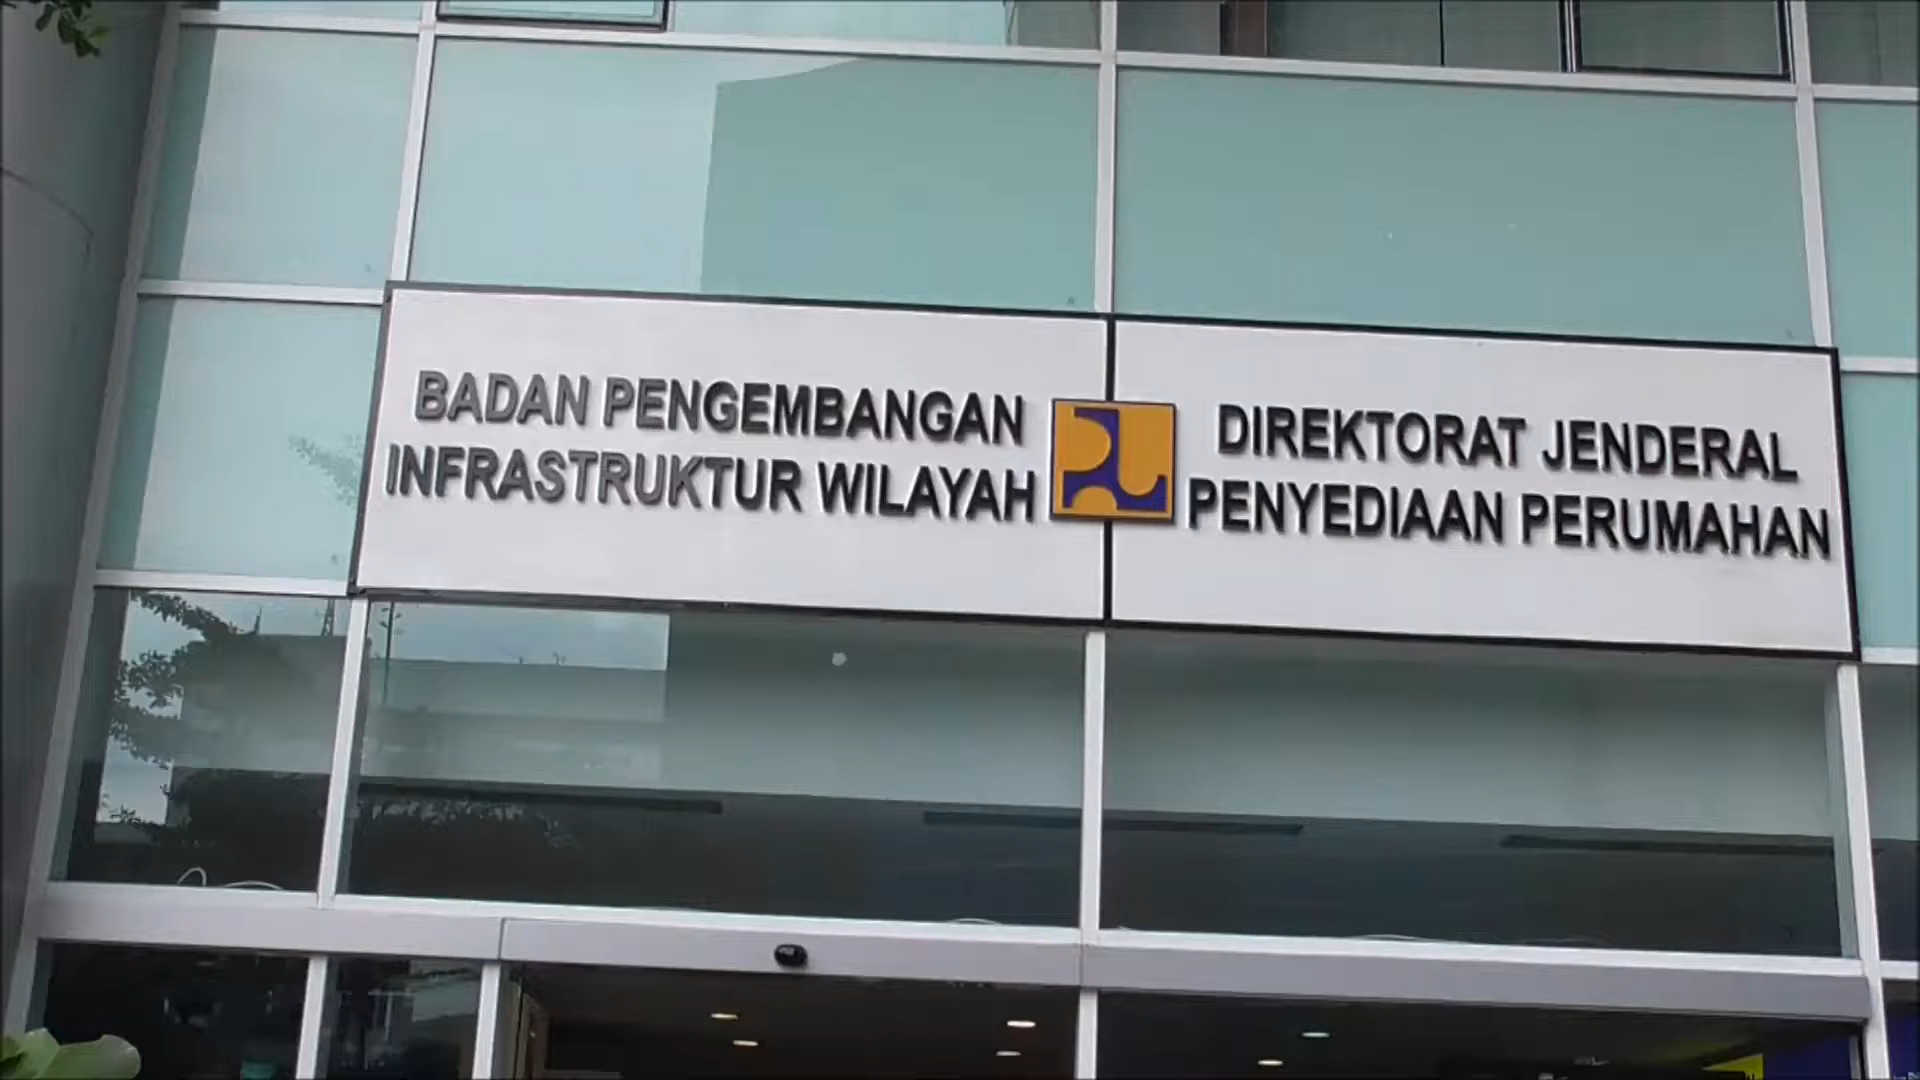 BADAN PENGEMBANGAN
INFRASTRUKTUR WILAYAH
DIREKTORAT JENDERAL
PENYEDIAAN PERUMAHAN